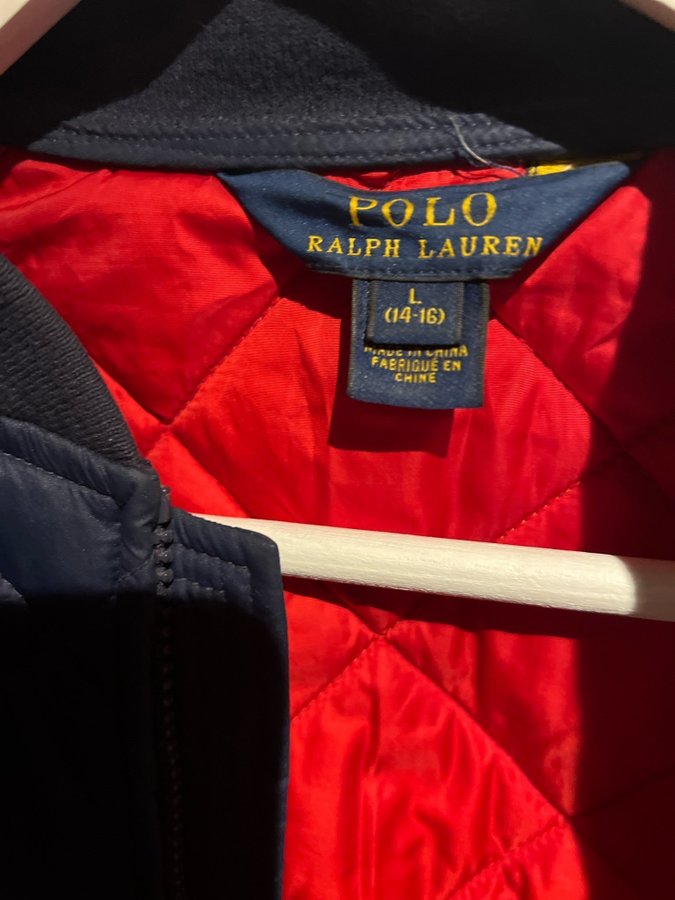 POLO
RALPH LAUREN
L
(14-16)
MADE IN CHINA
FABRIQUÉ EN
CHINE